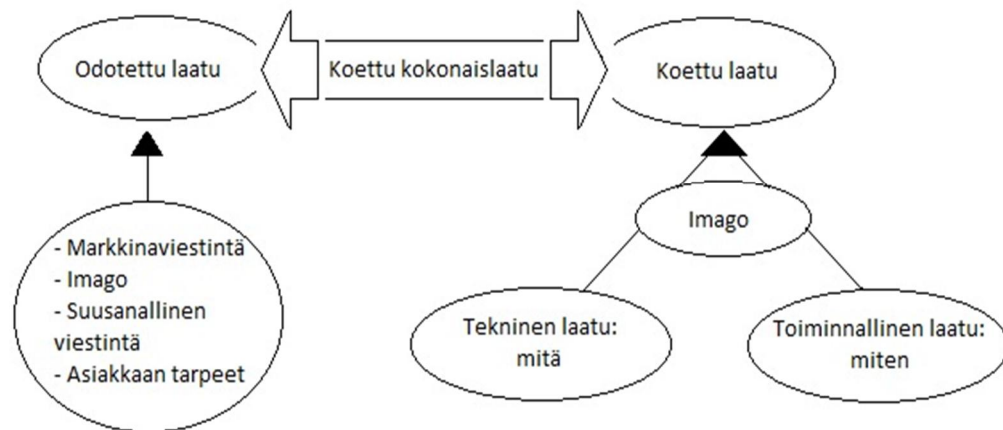 Odotettu laatu
Koettu kokonaislaatu
Koettu laatu
- Markkinaviestintä
- Imago
- Suusanallinen
viestintä
- Asiakkaan tarpeet
Imago
Tekninen laatu:
mitä
Toiminnallinen laatu:
miten